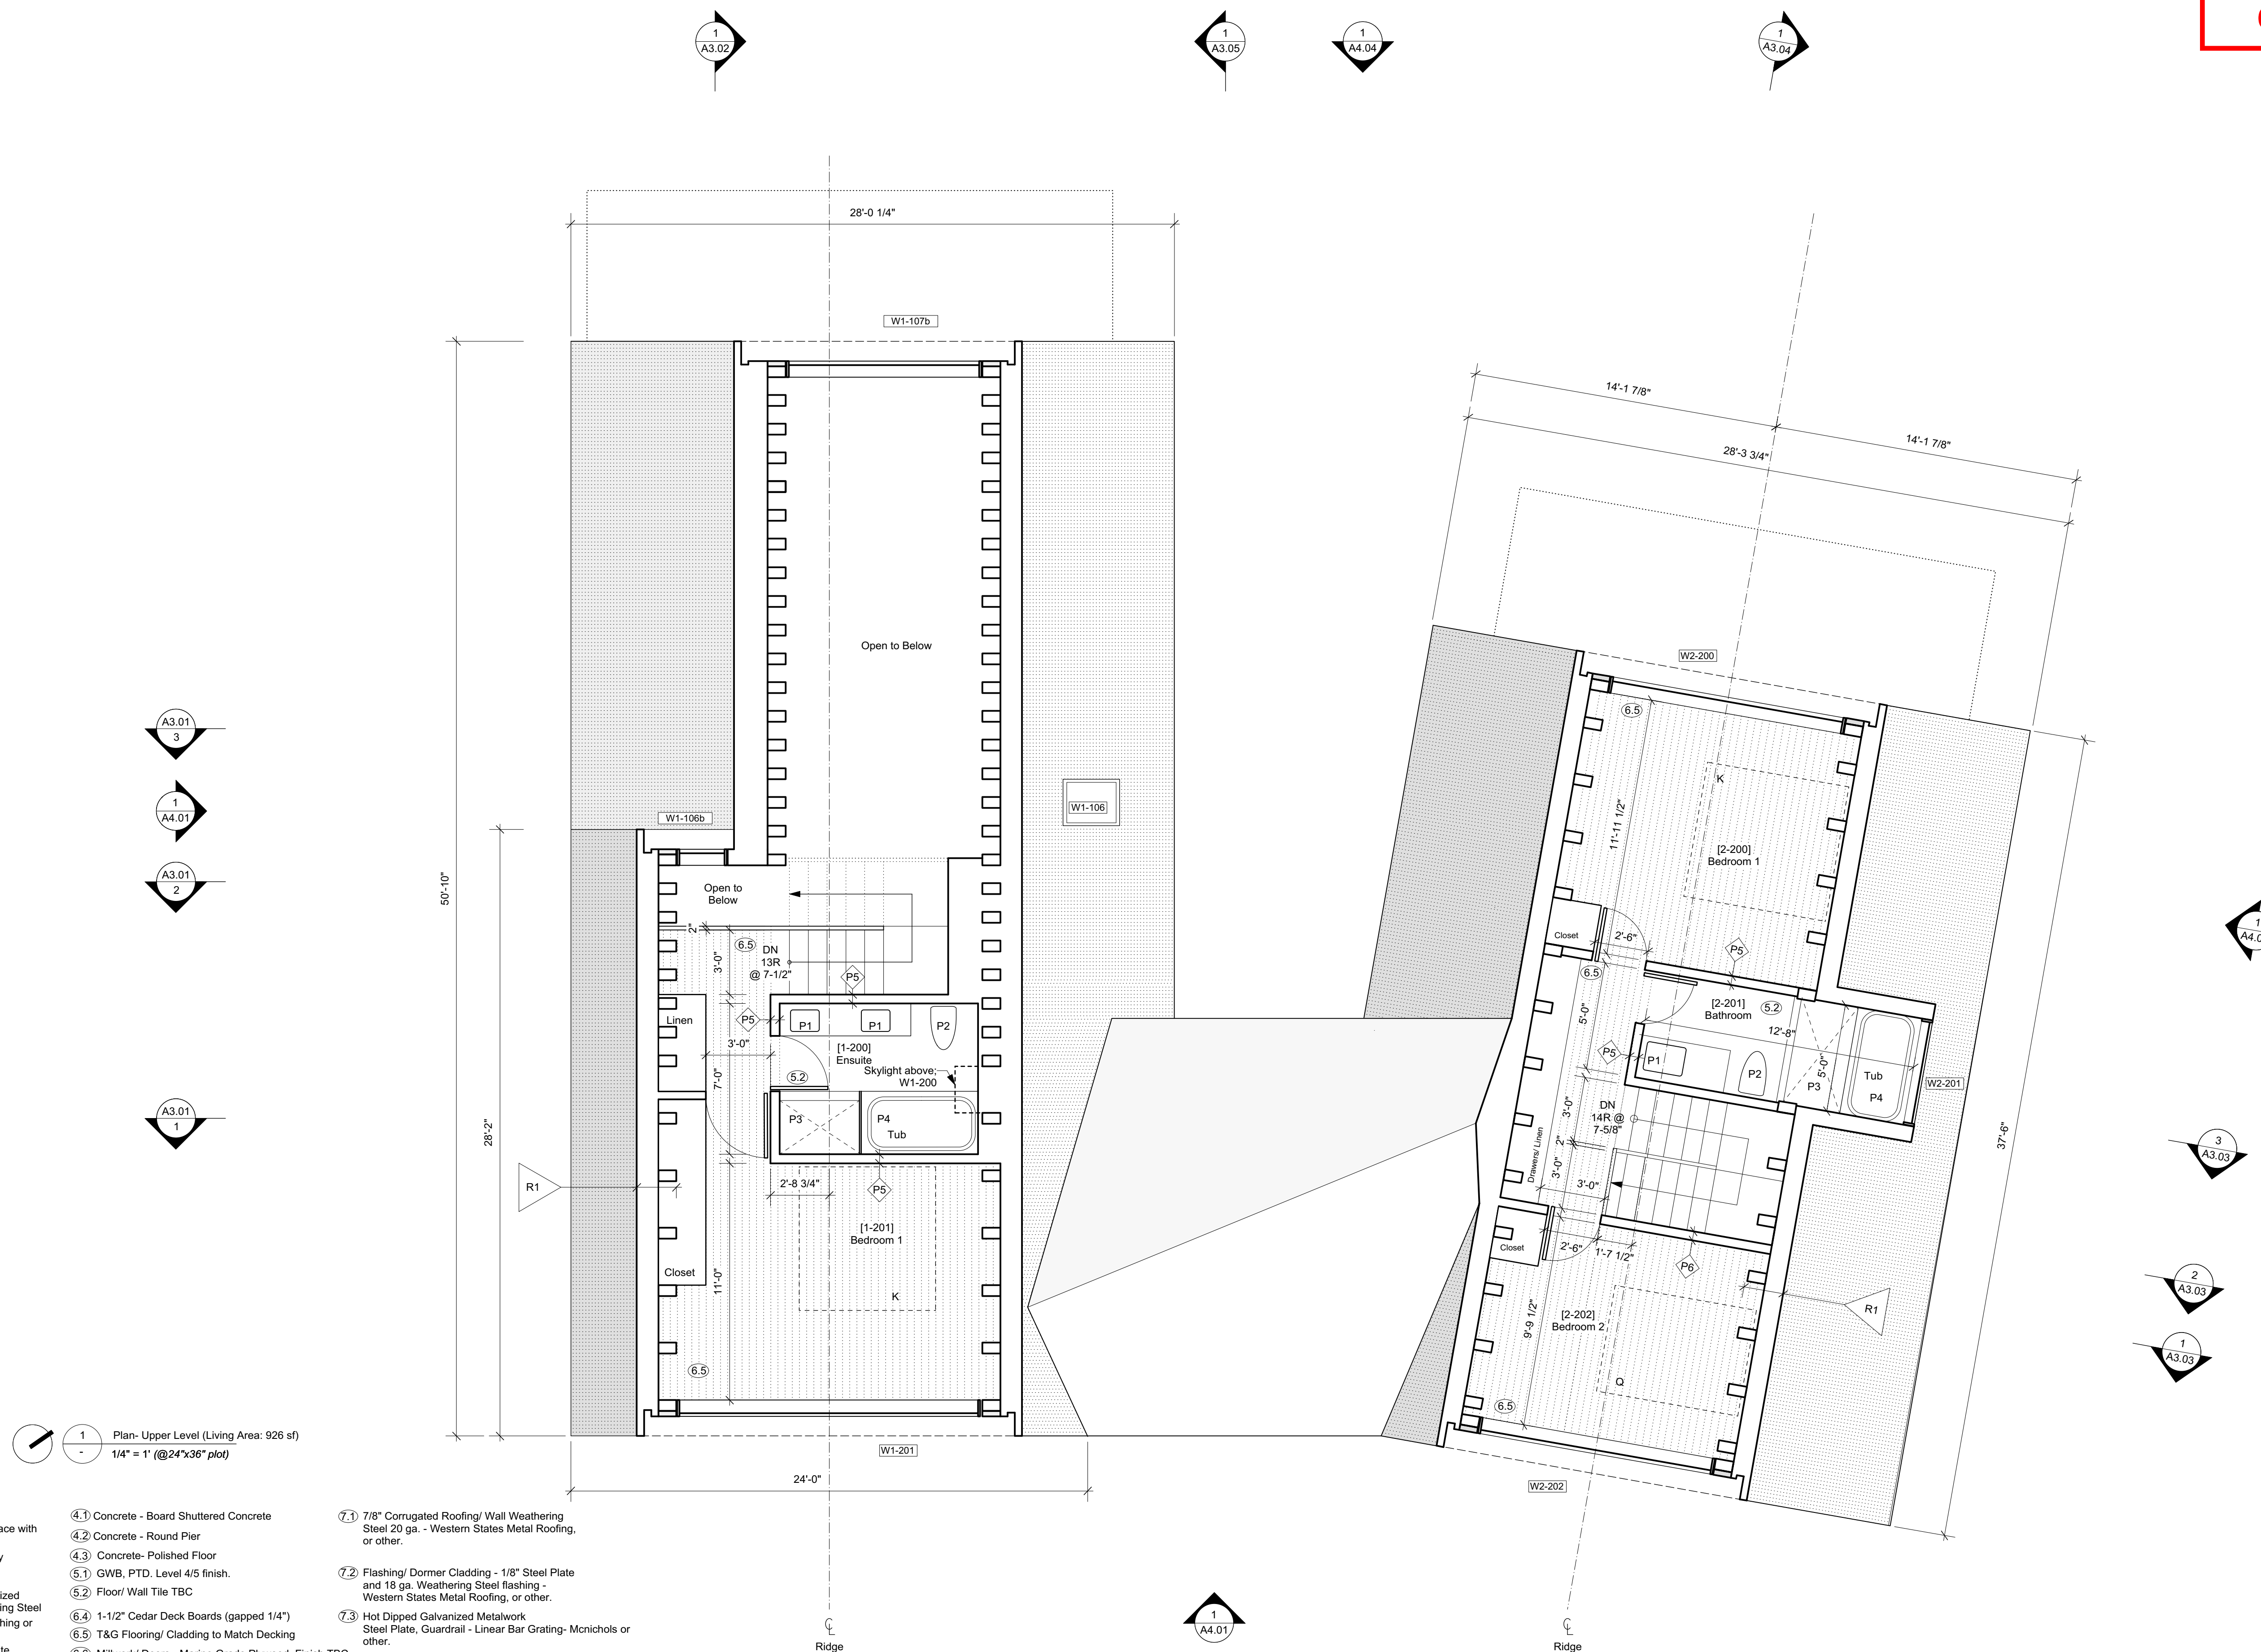 1
A3.02
1
A3.05
1
A4.04
1
A3.04
28'-0 1/4"
W1-107b
14'-1 7/8"
14'-1 7/8"
28'-3 3/4"
Open to Below
W2-200
6.5
K
A3.01
3
1
A4.01
A3.01
2
W1-106b
W1-106
11'-11 1/2"
[2-200]
Bedroom 1
50'-10"
Open to
Below
2"
6.5
DN
13R
@ 7-1/2"
3'-0"
P5
Closet
2'-6"
P5
6.5
1
Linen
P5
P1
P1
P2
3'-0"
[1-200]
Ensuite
Skylight above;
W1-200
5.2
7'-0"
[2-201]
Bathroom
5.2
12'-8"
5'-0"
P5
P1
P2
P3
5'-0"
Tub
P4
W2-201
A3.01
1
28'-2"
P3
P4
Tub
DN
14R @
7-5/8"
3'-0"
2"
3'-0"
3'-0"
Drawers/ Linen
37'-6"
3
A3.03
R1
2'-8 3/4"
P5
[1-201]
Bedroom 1
Closet
11'-0"
K
Closet
2'-6"
1'-7 1/2"
P6
R1
2
A3.03
[2-202]
Bedroom 2
9'-9 1/2"
Q
1
A3.03
6.5
6.5
W1-201
24'-0"
W2-202
1
-
Plan- Upper Level (Living Area: 926 sf)
1/4" = 1' (@24"x36" plot)
ace with
ized
ing Steel
hing or
4.1 Concrete - Board Shuttered Concrete
4.2 Concrete - Round Pier
4.3 Concrete- Polished Floor
5.1 GWB, PTD. Level 4/5 finish.
5.2 Floor/ Wall Tile TBC
6.4 1-1/2" Cedar Deck Boards (gapped 1/4")
6.5 T&G Flooring/ Cladding to Match Decking
7.1 7/8" Corrugated Roofing/ Wall Weathering
Steel 20 ga. - Western States Metal Roofing,
or other.
7.2 Flashing/ Dormer Cladding - 1/8" Steel Plate
and 18 ga. Weathering Steel flashing -
Western States Metal Roofing, or other.
7.3 Hot Dipped Galvanized Metalwork
Steel Plate, Guardrail - Linear Bar Grating- Mcnichols or
other.
℄
Ridge
1
A4.01
℄
Ridge